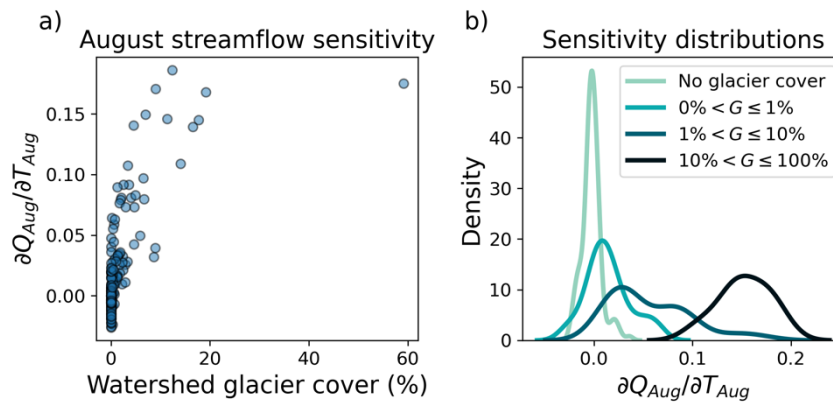 a)
August streamflow sensitivity
∂Q_Aug/∂T_Aug
0.15
0.10
0.05
0.00
0 20 40 60
Watershed glacier cover (%)
b)
Sensitivity distributions
Density
50
40
30
20
10
0
No glacier cover
0% < G ≤ 1%
1% < G ≤ 10%
10% < G ≤ 100%
0.0 0.1 0.2
∂Q_Aug/∂T_Aug